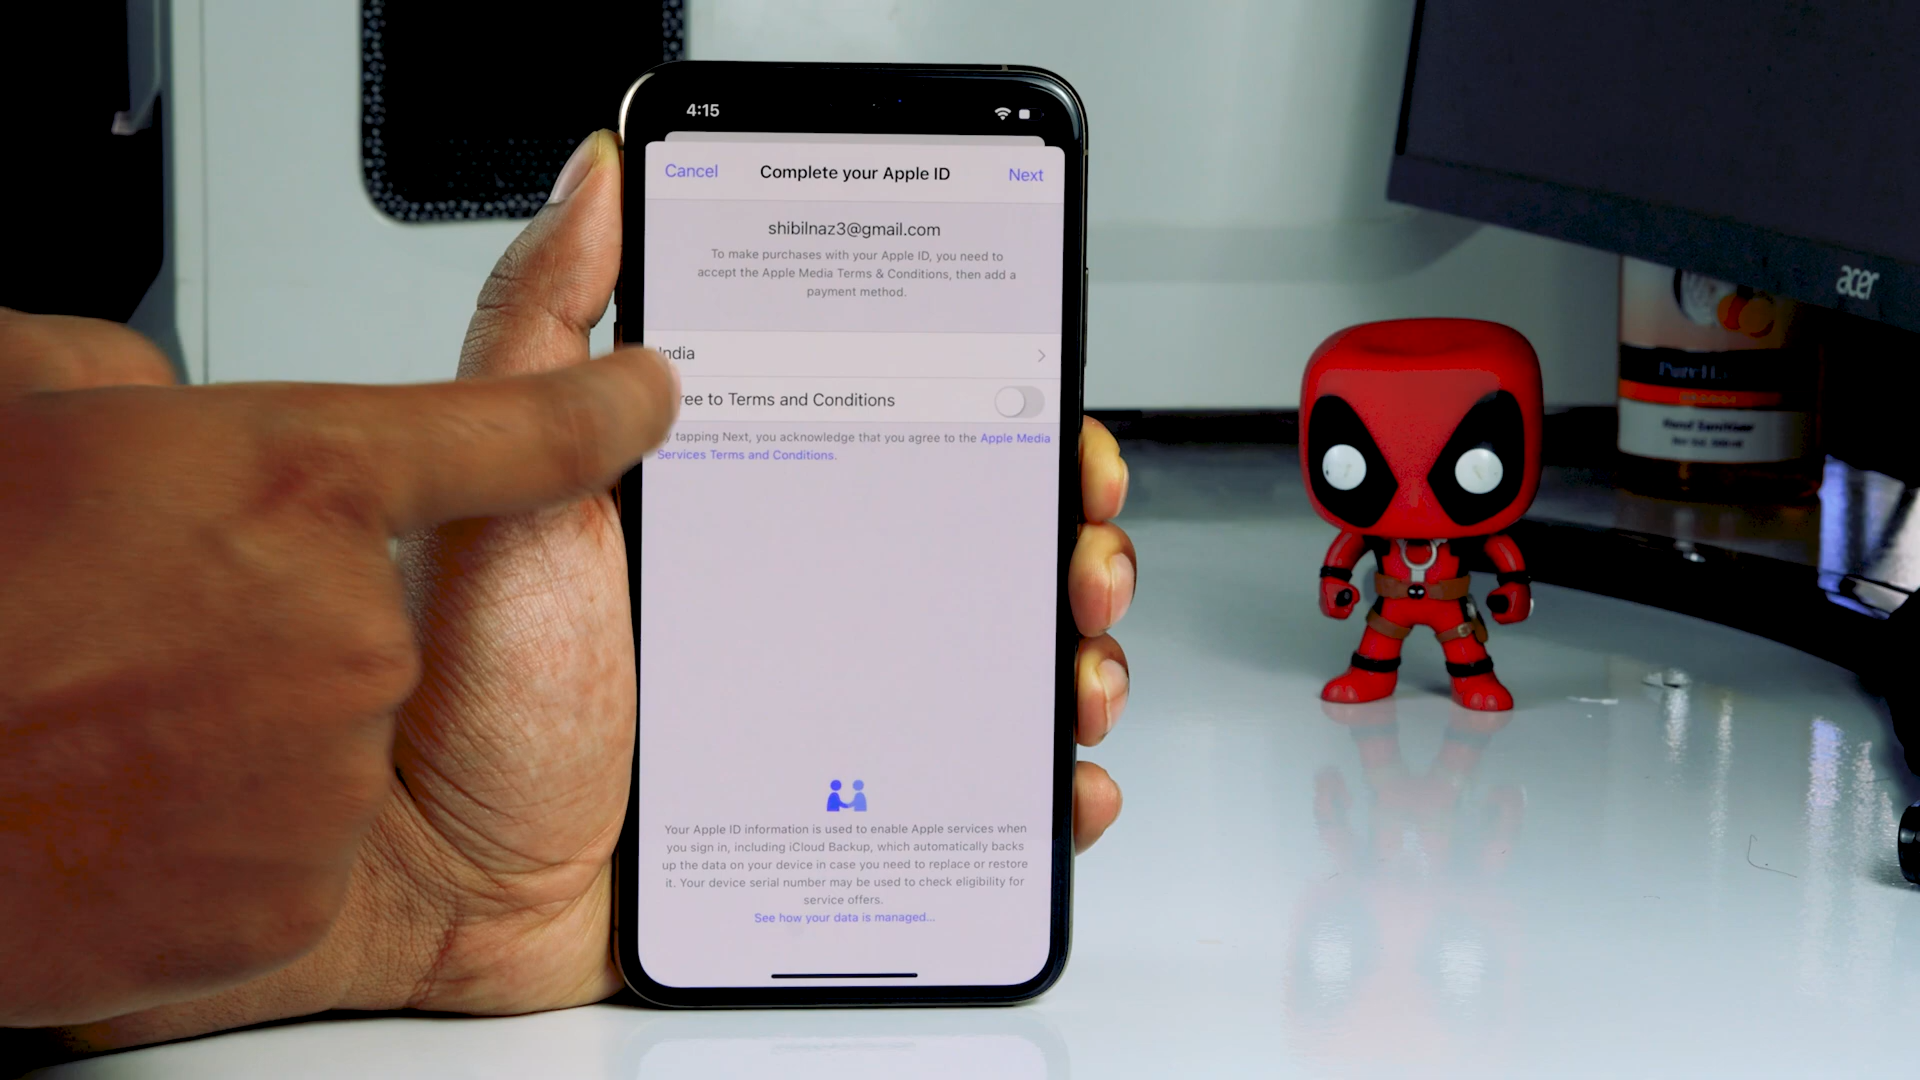 4:15
Cancel Complete your Apple ID Next
shibilnaz3@gmail.com
To make purchases with your Apple ID, you need to
accept the Apple Media Terms & Conditions, then add a
payment method.
ndia
ree to Terms and Conditions
y tapping Next, you acknowledge that you agree to the Apple Media
Services Terms and Conditions.
Your Apple ID information is used to enable Apple services when
you sign in, including iCloud Backup, which automatically backs
up the data on your device in case you need to replace or restore
it. Your device serial number may be used to check eligibility for
service offers.
See how your data is managed...
acer
Hand Sanitiser